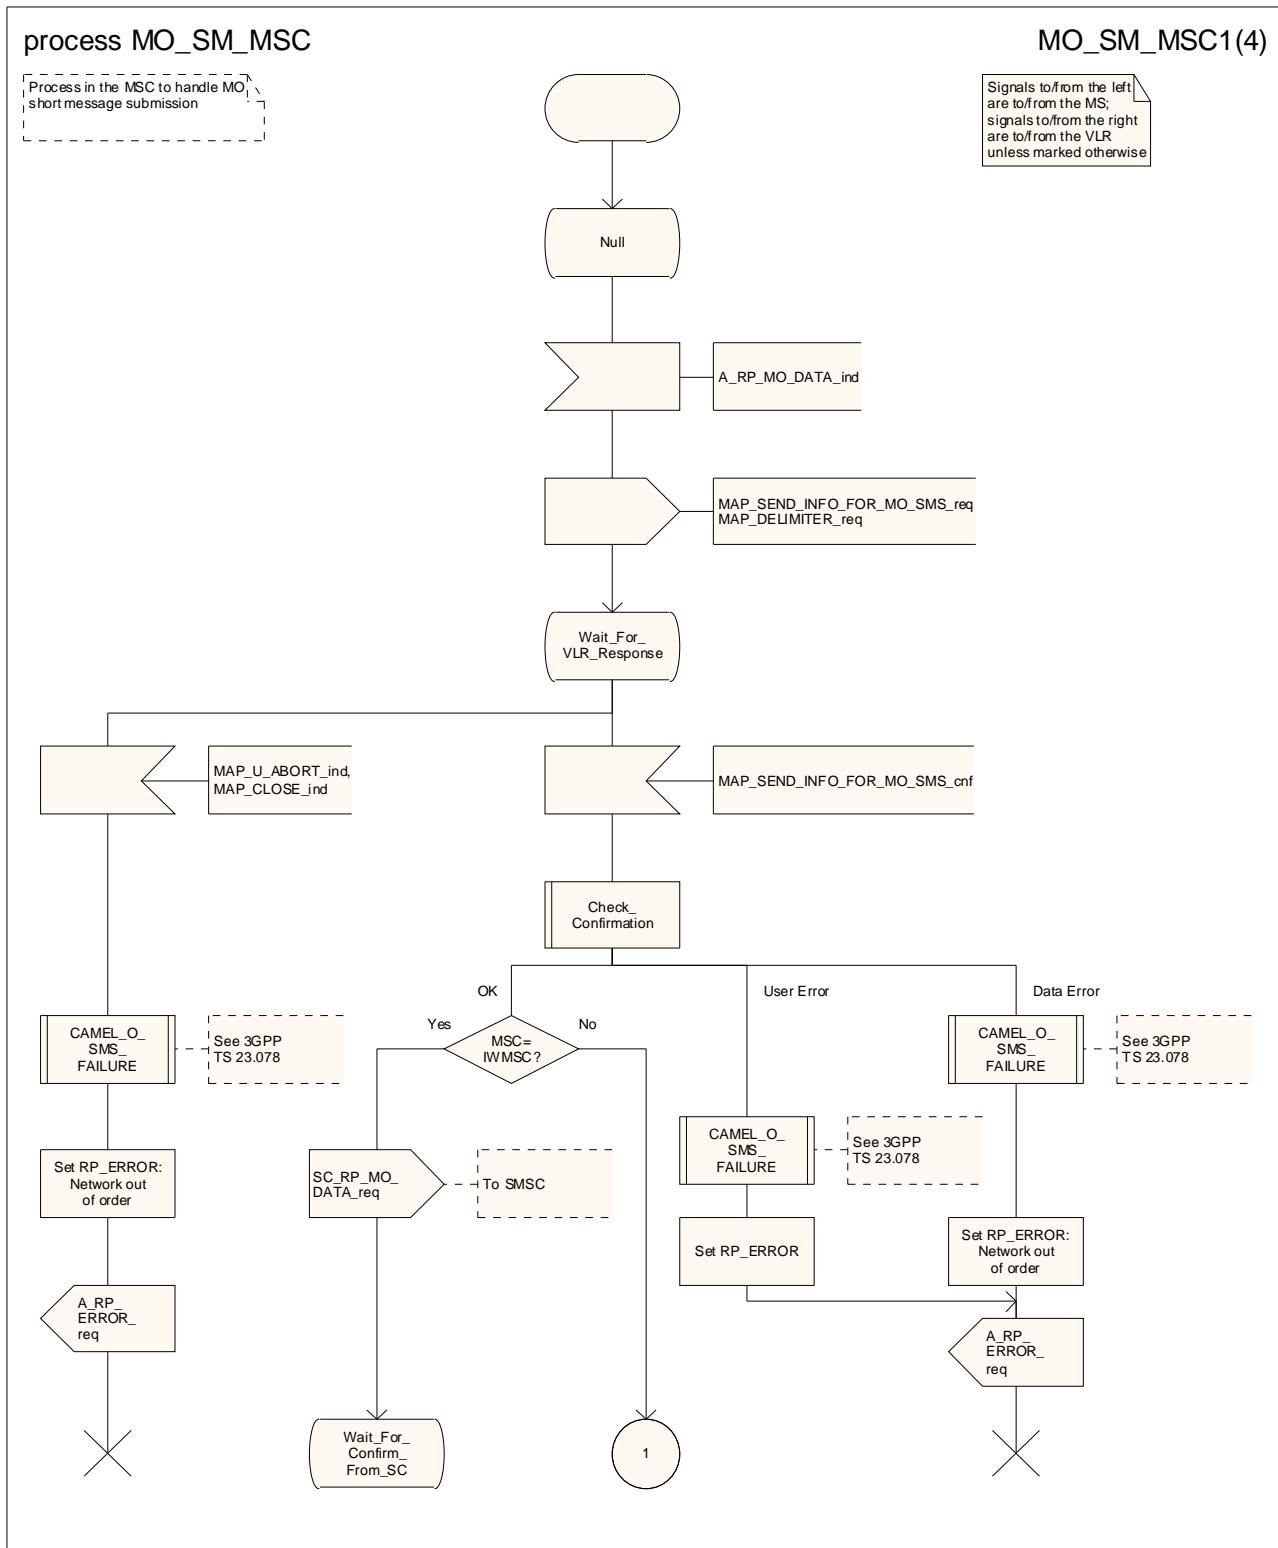 process MO_SM_MSC
MO_SM_MSC1(4)
Process in the MSC to handle MO
short message submission
Signals to/from the left
are to/from the MS;
signals to/from the right
are to/from the VLR
unless marked otherwise
Null
A_RP_MO_DATA_ind
MAP_SEND_INFO_FOR_MO_SMS_req
MAP_DELIMITER_req
Wait_For_
VLR_Response
MAP_U_ABORT_ind,
MAP_CLOSE_ind
MAP_SEND_INFO_FOR_MO_SMS_cnf
Check_
Confirmation
OK
User Error
Data Error
Yes
No
CAMEL_O_
SMS_
FAILURE
See 3GPP
TS 23.078
MSC=
IWMSC?
CAMEL_O_
SMS_
FAILURE
See 3GPP
TS 23.078
CAMEL_O_
SMS_
FAILURE
See 3GPP
TS 23.078
Set RP_ERROR:
Network out
of order
SC_RP_MO_
DATA_req
To SMSC
Set RP_ERROR
Set RP_ERROR:
Network out
of order
A_RP_
ERROR_
req
A_RP_
ERROR_
req
Wait_For_
Confirm_
From_SC
1